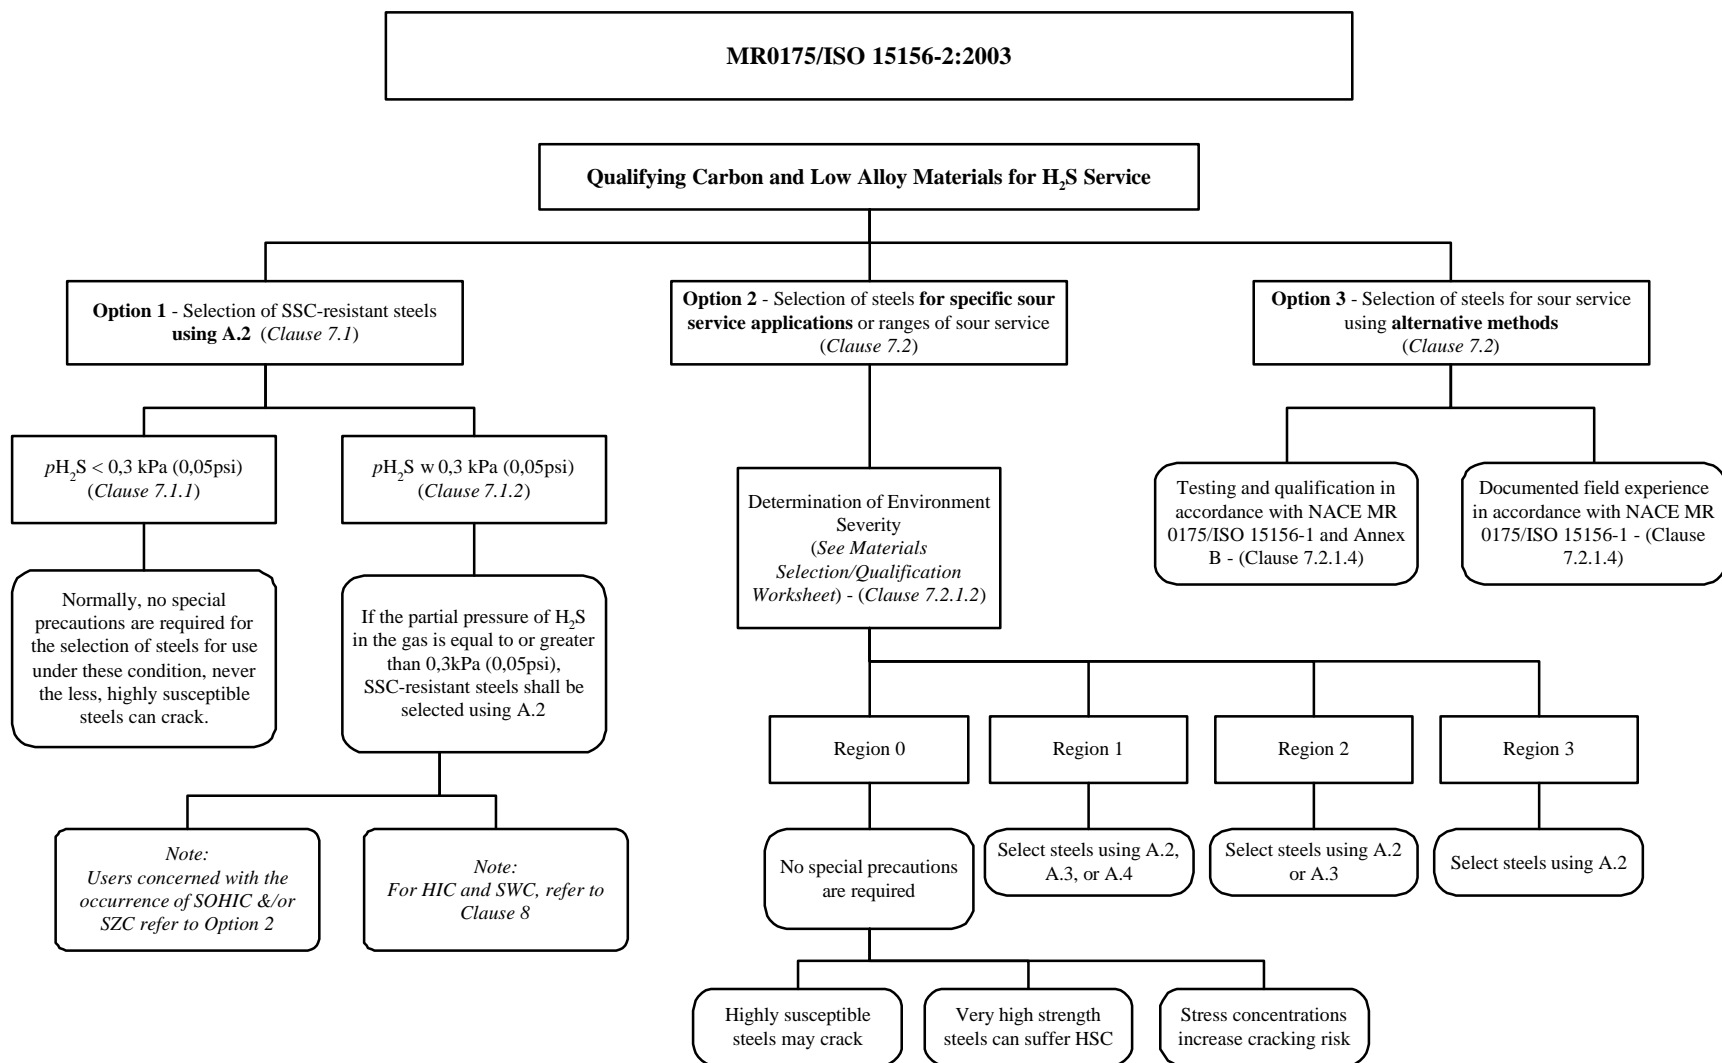 MR0175/ISO 15156-2:2003
Qualifying Carbon and Low Alloy Materials for H₂S Service
Option 1 - Selection of SSC-resistant steels
using A.2 (Clause 7.1)
Option 2 - Selection of steels for specific sour
service applications or ranges of sour service
(Clause 7.2)
Option 3 - Selection of steels for sour service
using alternative methods
(Clause 7.2)
pH₂S < 0,3 kPa (0,05psi)
(Clause 7.1.1)
pH₂S w 0,3 kPa (0,05psi)
(Clause 7.1.2)
Determination of Environment
Severity
(See Materials
Selection/Qualification
Worksheet) - (Clause 7.2.1.2)
Testing and qualification in
accordance with NACE MR
0175/ISO 15156-1 and Annex
B - (Clause 7.2.1.4)
Documented field experience
in accordance with NACE MR
0175/ISO 15156-1 - (Clause
7.2.1.4)
Normally, no special
precautions are required for
the selection of steels for use
under these condition, never
the less, highly susceptible
steels can crack.
If the partial pressure of H₂S
in the gas is equal to or greater
than 0,3kPa (0,05psi),
SSC-resistant steels shall be
selected using A.2
Region 0
Region 1
Region 2
Region 3
Note:
Users concerned with the
occurrence of SOHIC &/or
SZC refer to Option 2
Note:
For HIC and SWC, refer to
Clause 8
No special precautions
are required
Select steels using A.2,
A.3, or A.4
Select steels using A.2
or A.3
Select steels using A.2
Highly susceptible
steels may crack
Very high strength
steels can suffer HSC
Stress concentrations
increase cracking risk